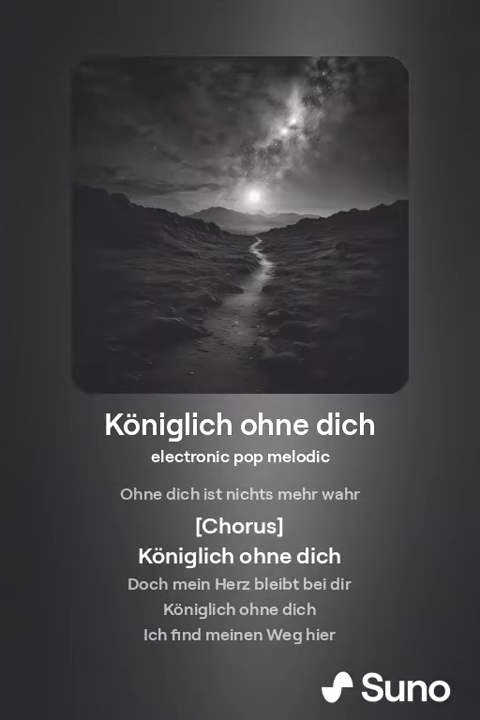 Königlich ohne dich
electronic pop melodic
Ohne dich ist nichts mehr wahr
[Chorus]
Königlich ohne dich
Doch mein Herz bleibt bei dir
Königlich ohne dich
Ich find meinen Weg hier
Suno